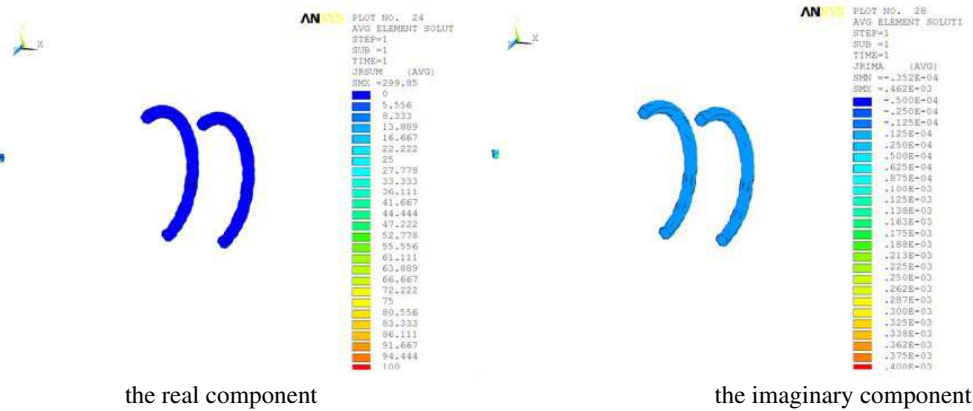 ANSYS
PLOT NO. 24
AVG ELEMENT SOLUT
STEP=1
SUB =1
TIME=1
JRSUM (AVG)
SMX =299.85
0
5.556
8.333
13.889
16.667
22.222
25
27.778
33.333
36.111
41.667
44.444
47.222
52.778
55.556
61.111
63.889
66.667
72.222
75
80.556
83.333
86.111
91.667
94.444
100
X
the real component
ANSYS
PLOT NO. 28
AVG ELEMENT SOLUTI
STEP=1
SUB =1
TIME=1
JRIMA (AVG)
SMN =-.352E-04
SMX =.462E-03
-.500E-04
-.250E-04
-.125E-04
.125E-04
.250E-04
.500E-04
.625E-04
.875E-04
.100E-03
.125E-03
.138E-03
.163E-03
.175E-03
.188E-03
.213E-03
.225E-03
.250E-03
.262E-03
.287E-03
.300E-03
.325E-03
.338E-03
.362E-03
.375E-03
.400E-03
X
the imaginary component